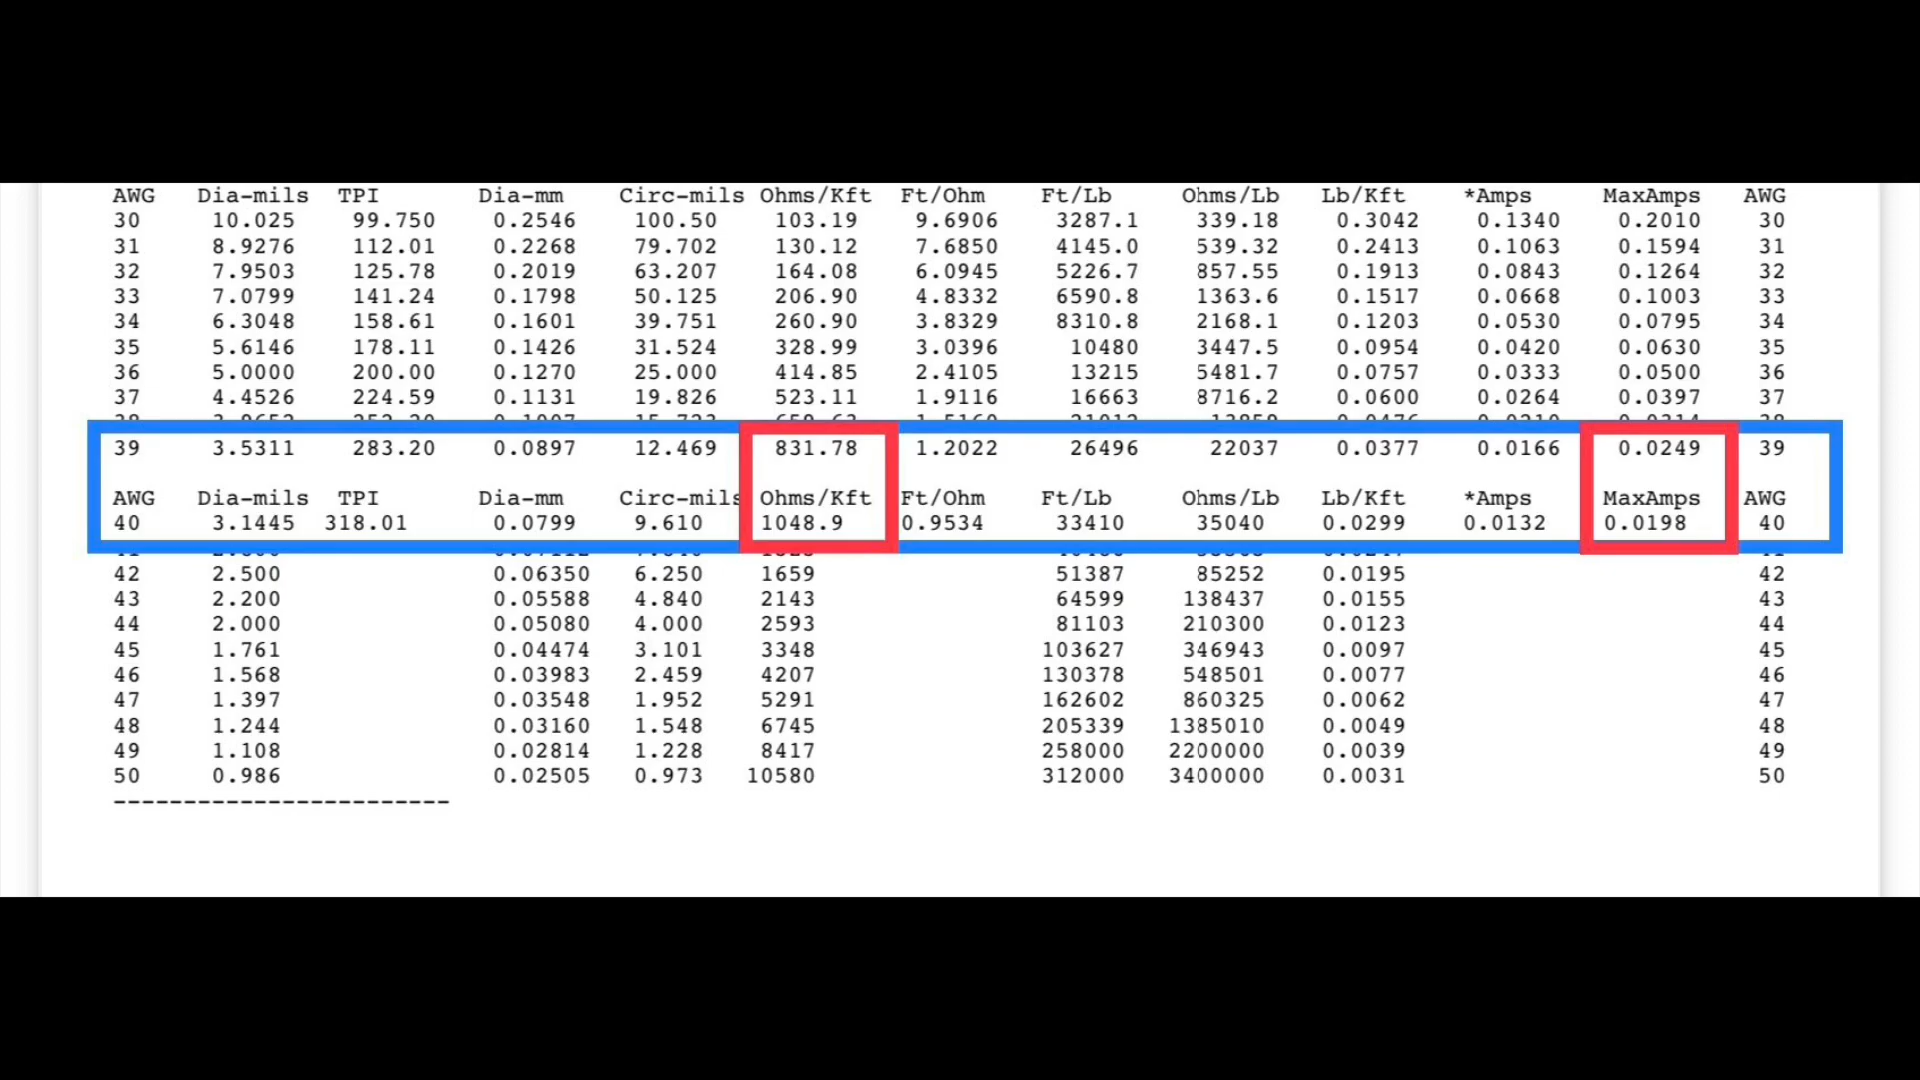 AWG Dia-mils TPI Dia-mm Circ-mils Ohms/Kft Ft/Ohm Ft/Lb Ohms/Lb Lb/Kft *Amps MaxAmps AWG
30 10.025 99.750 0.2546 100.50 103.19 9.6906 3287.1 339.18 0.3042 0.1340 0.2010 30
31 8.9276 112.01 0.2268 79.702 130.12 7.6850 4145.0 539.32 0.2413 0.1063 0.1594 31
32 7.9503 125.78 0.2019 63.207 164.08 6.0945 5226.7 857.55 0.1913 0.0843 0.1264 32
33 7.0799 141.24 0.1798 50.125 206.90 4.8332 6590.8 1363.6 0.1517 0.0668 0.1003 33
34 6.3048 158.61 0.1601 39.751 260.90 3.8329 8310.8 2168.1 0.1203 0.0530 0.0795 34
35 5.6146 178.11 0.1426 31.524 328.99 3.0396 10480 3447.5 0.0954 0.0420 0.0630 35
36 5.0000 200.00 0.1270 25.000 414.85 2.4105 13215 5481.7 0.0757 0.0333 0.0500 36
37 4.4526 224.59 0.1131 19.826 523.11 1.9116 16663 8716.2 0.0600 0.0264 0.0397 37
39 3.5311 283.20 0.0897 12.469 831.78 1.2022 26496 22037 0.0377 0.0166 0.0249 39
AWG Dia-mils TPI Dia-mm Circ-mils Ohms/Kft Ft/Ohm Ft/Lb Ohms/Lb Lb/Kft *Amps MaxAmps AWG
40 3.1445 318.01 0.0799 9.610 1048.9 0.9534 33410 35040 0.0299 0.0132 0.0198 40
42 2.500 0.06350 6.250 1659 51387 85252 0.0195 42
43 2.200 0.05588 4.840 2143 64599 138437 0.0155 43
44 2.000 0.05080 4.000 2593 81103 210300 0.0123 44
45 1.761 0.04474 3.101 3348 103627 346943 0.0097 45
46 1.568 0.03983 2.459 4207 130378 548501 0.0077 46
47 1.397 0.03548 1.952 5291 162602 860325 0.0062 47
48 1.244 0.03160 1.548 6745 205339 1385010 0.0049 48
49 1.108 0.02814 1.228 8417 258000 2200000 0.0039 49
50 0.986 0.02505 0.973 10580 312000 3400000 0.0031 50
------------------------